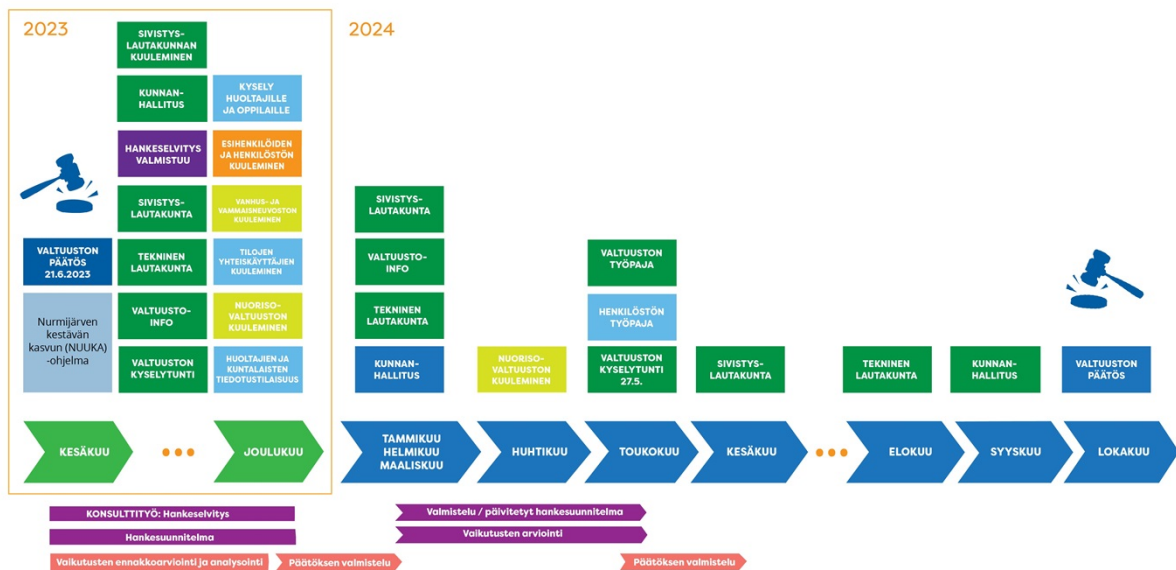 2023
SIVISTYS-
LAUTAKUNNAN
KUULEMINEN
KUNNAN-
HALLITUS
KYSELY
HUOLTAJILLE
JA OPPILAILLE
HANKESELVITYS
VALMISTUU
ESIHENKILÖIDEN
JA HENKILÖSTÖN
KUULEMINEN
SIVISTYS-
LAUTAKUNTA
VANHUS- JA
VAMMAISNEUVOSTON
KUULEMINEN
VALTUUSTON
PÄÄTÖS
21.6.2023
TEKNINEN
LAUTAKUNTA
TILOJEN
YHTEISKÄYTTÄJIEN
KUULEMINEN
Nurmijärven
kestävän
kasvun (NUUKA)
-ohjelma
VALTUUSTO-
INFO
NUORISO-
VALTUUSTON
KUULEMINEN
VALTUUSTON
KYSELYTUNTI
HUOLTAJIEN JA
KUNTALAISTEN
TIEDOTUSTILAISUUS
KESÄKUU
JOULUKUU
2024
SIVISTYS-
LAUTAKUNTA
VALTUUSTO-
INFO
TEKNINEN
LAUTAKUNTA
KUNNAN-
HALLITUS
NUORISO-
VALTUUSTON
KUULEMINEN
VALTUUSTON
TYÖPAJA
HENKILÖSTÖN
TYÖPAJA
VALTUUSTON
KYSELYTUNTI
27.5.
SIVISTYS-
LAUTAKUNTA
TEKNINEN
LAUTAKUNTA
KUNNAN-
HALLITUS
VALTUUSTON
PÄÄTÖS
TAMMIKUU
HELMIKUU
MAALISKUU
HUHTIKUU
TOUKOKUU
KESÄKUU
ELOKUU
SYYSKUU
LOKAKUU
KONSULTTITYÖ: Hankeselvitys
Hankesuunnitelma
Vaikutusten ennakkoarviointi ja analysointi
Päätöksen valmistelu
Valmistelu / päivitetyt hankesuunnitelma
Vaikutusten arviointi
Päätöksen valmistelu